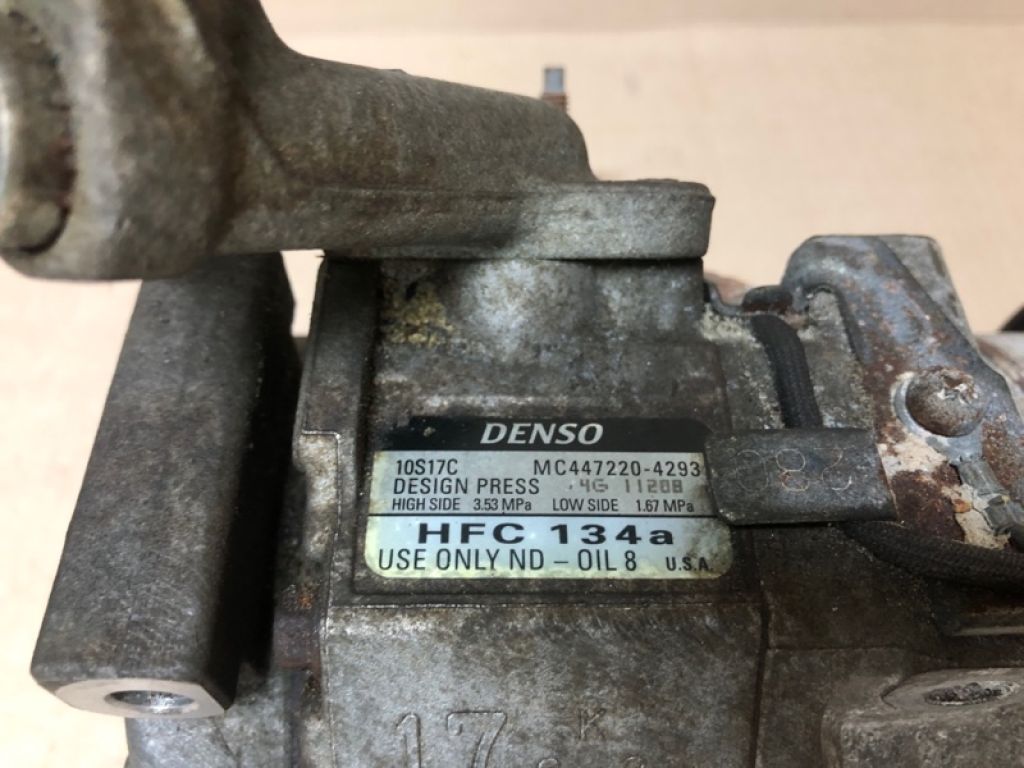 DENSO
10S17C MC447220-4293
DESIGN PRESS 4G 11208
HIGH SIDE 3.53 MPa LOW SIDE 1.67 MPa
HFC 134a
USE ONLY ND-OIL 8 U.S.A.
17 K